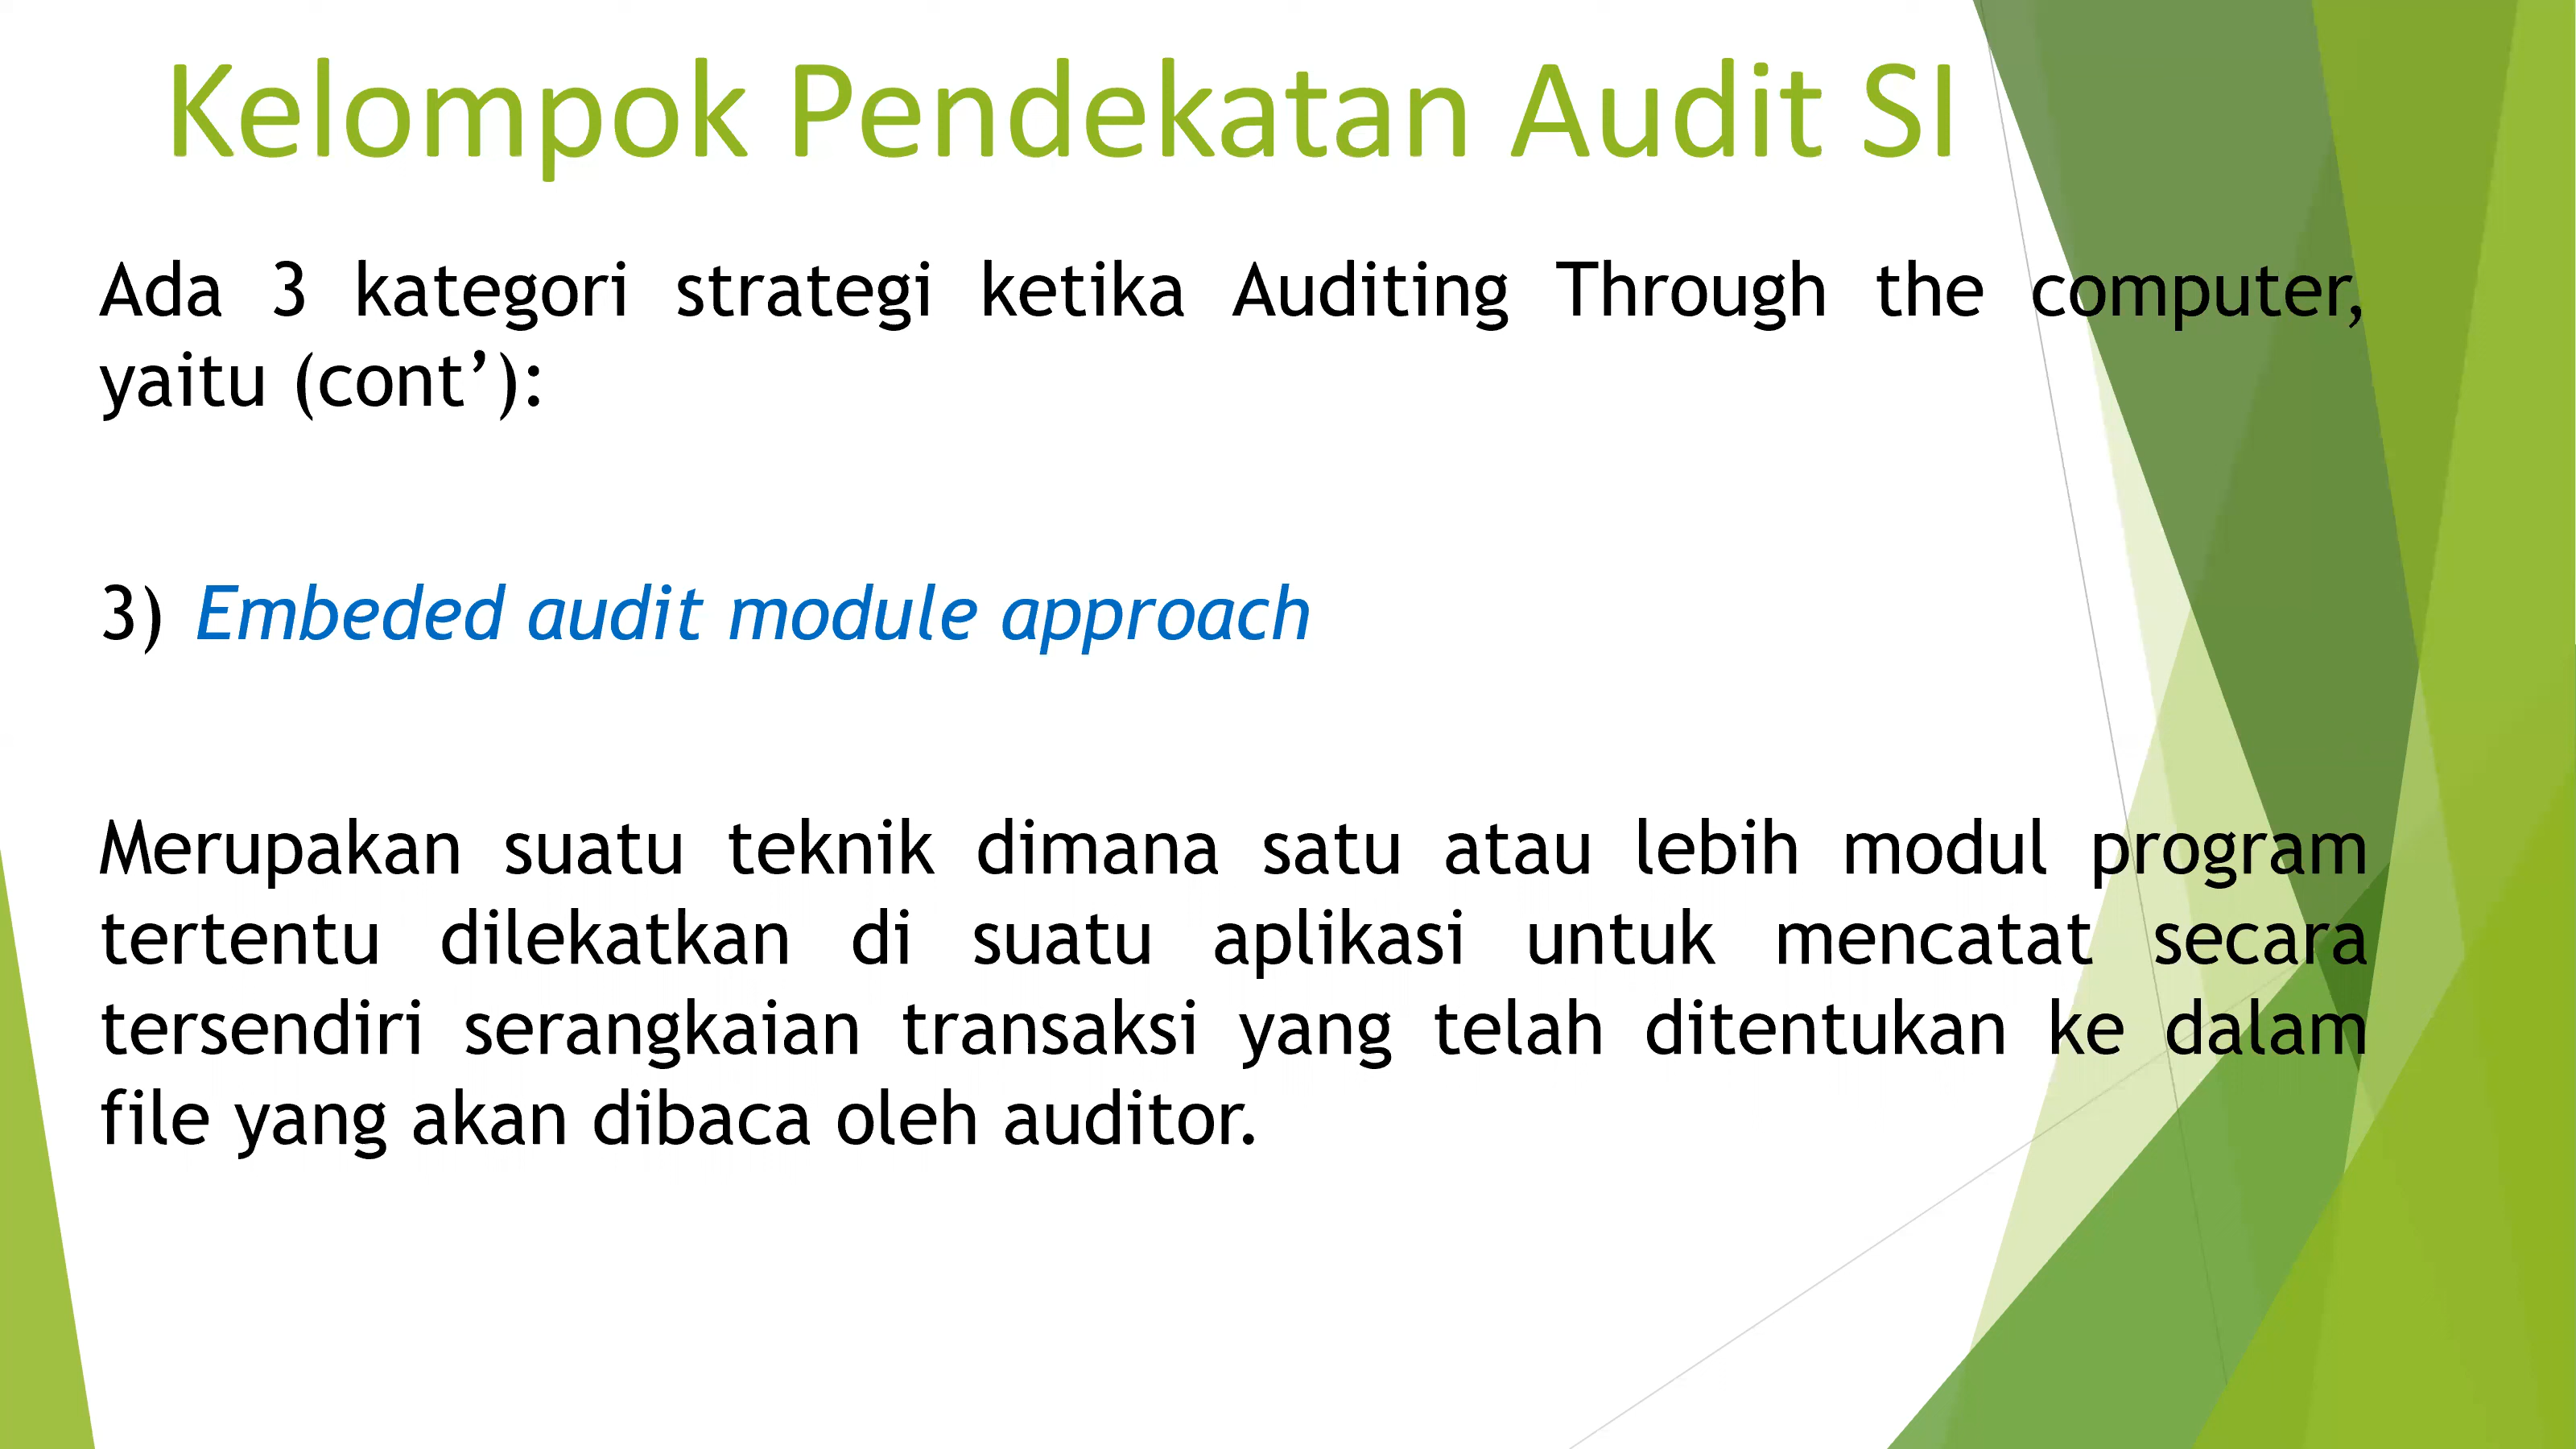 Kelompok Pendekatan Audit SI
Ada 3 kategori strategi ketika Auditing Through the computer,
yaitu (cont’):
3) Embeded audit module approach
Merupakan suatu teknik dimana satu atau lebih modul program
tertentu dilekatkan di suatu aplikasi untuk mencatat secara
tersendiri serangkaian transaksi yang telah ditentukan ke dalam
file yang akan dibaca oleh auditor.